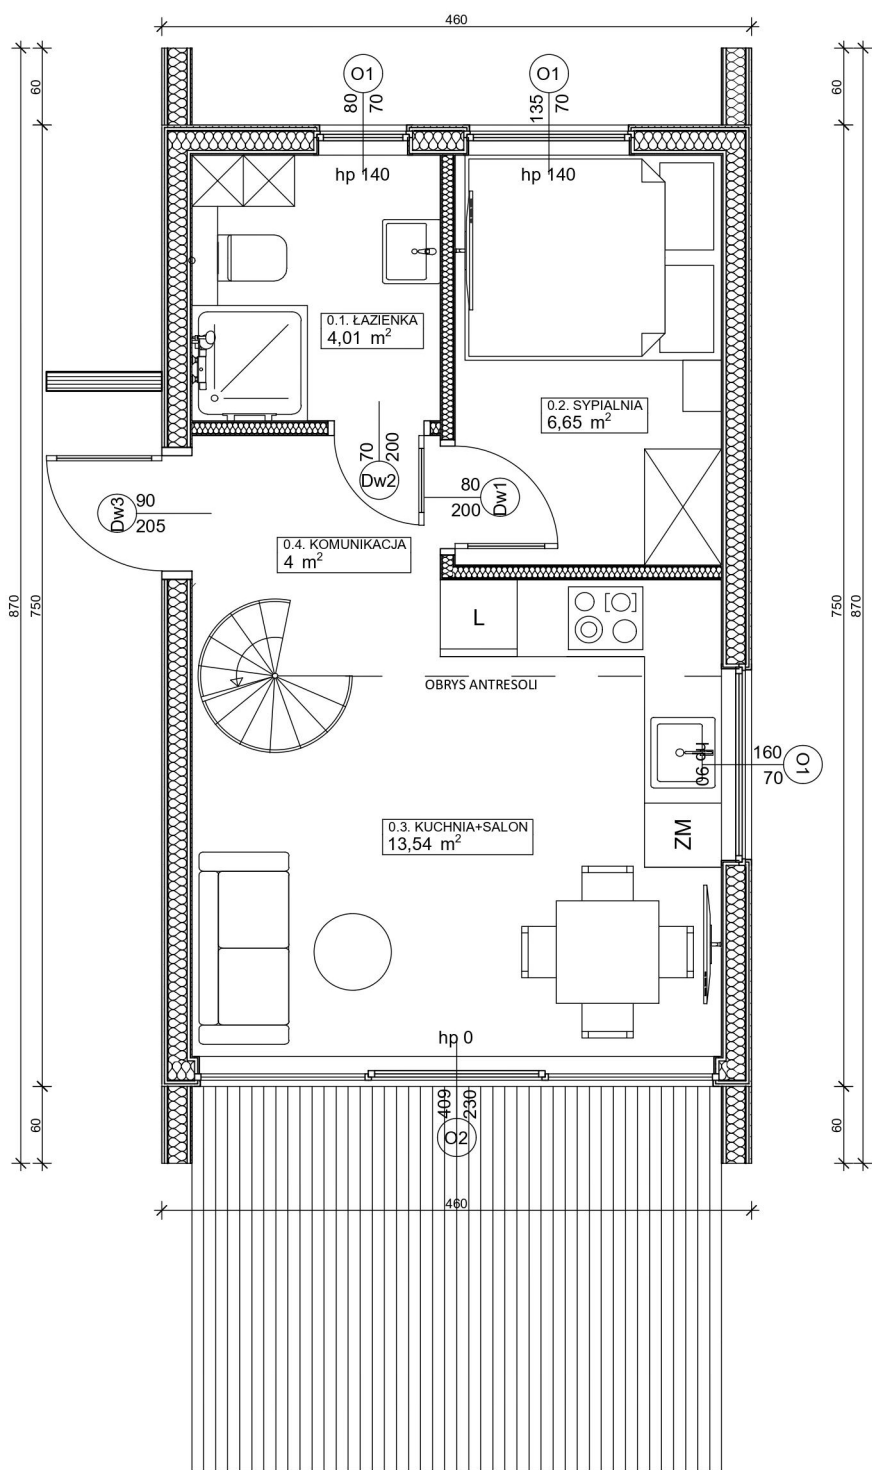 460
60
60
O1
O1
80
70
135
70
hp 140
hp 140
0.1. ŁAZIENKA
4,01 m²
0.2. SYPIALNIA
6,65 m²
70
200
Dw2
80
200
Dw1
Dw3
90
205
0.4. KOMUNIKACJA
4 m²
870
750
750
870
L
OBRYS ANTRESOLI
hp 90
160
70
O1
0.3. KUCHNIA+SALON
13,54 m²
ZM
hp 0
409
230
O2
60
60
460